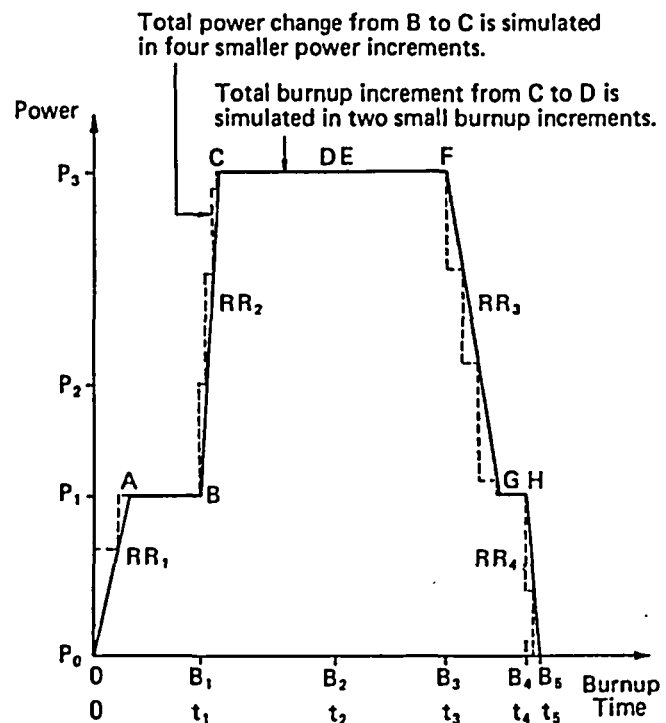 Total power change from B to C is simulated
in four smaller power increments.
Total burnup increment from C to D is
simulated in two small burnup increments.
Power
C
D E
F
P₃
RR₂
RR₃
P₂
A
P₁
B
G H
RR₁
RR₄
P₀
0 B₁ B₂ B₃ B₄ B₅ Burnup
0 t₁ t₂ t₃ t₄ t₅ Time